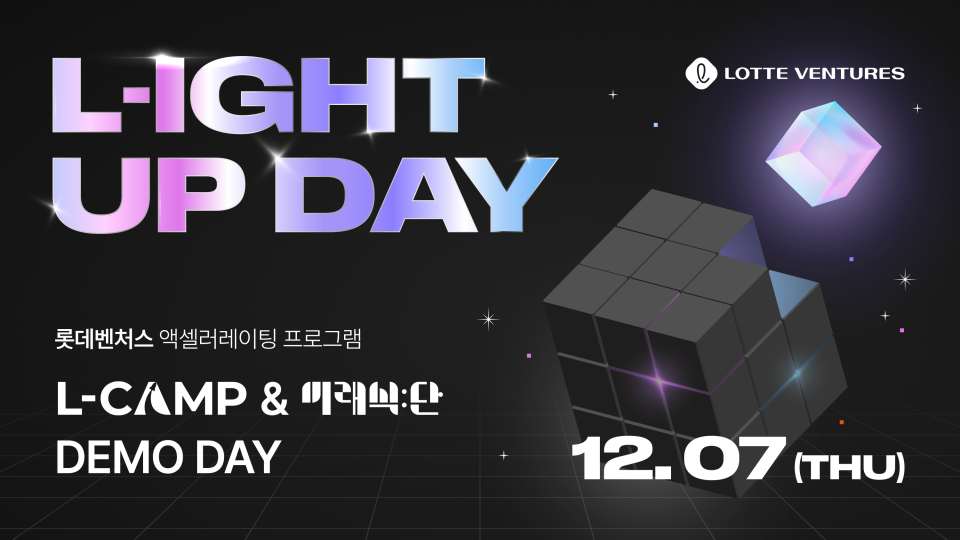 L-IGHT
UP DAY
LOTTE VENTURES
롯데벤처스 액셀러레이팅 프로그램
L-CAMP & 미래식:단
DEMO DAY
12.07 (THU)